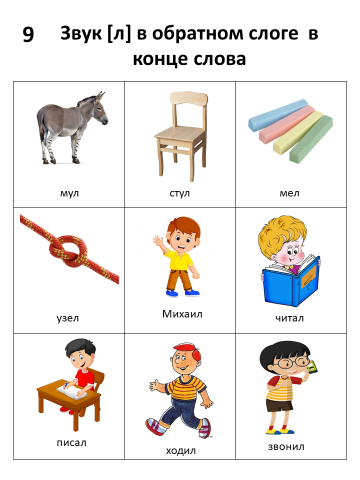 9
Звук [л] в обратном слоге в
конце слова
мул
стул
мел
узел
Михаил
читал
писал
ходил
звонил